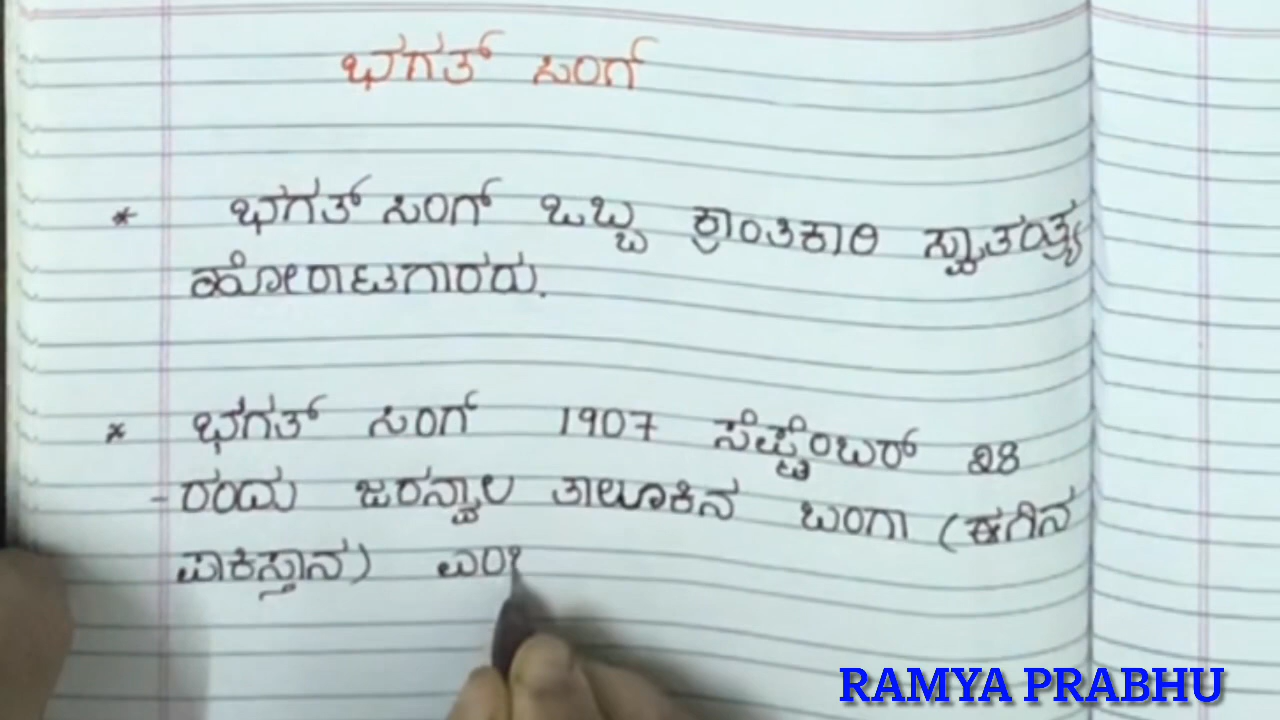 ಭಗತ್ ಸಿಂಗ್
* ಭಗತ್ ಸಿಂಗ್ ಒಬ್ಬ ಕ್ರಾಂತಿಕಾರಿ ಸ್ವಾತಂತ್ರ್ಯ
ಹೋರಾಟಗಾರರು.
* ಭಗತ್ ಸಿಂಗ್ 1907 ಸೆಪ್ಟೆಂಬರ್ 28
-ರಂದು ಜರನ್ವಾಲ ತಾಲೂಕಿನ ಬಂಗಾ (ಈಗಿನ
ಪಾಕಿಸ್ತಾನ)
RAMYA PRABHU